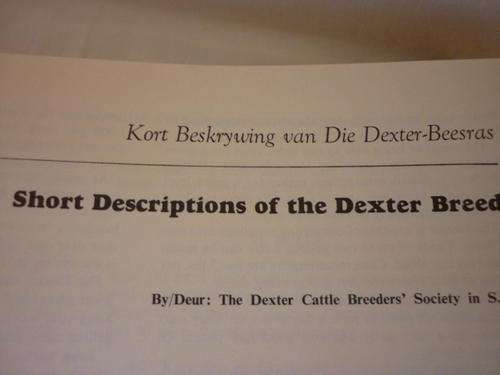 Kort Beskrywing van Die Dexter-Beesras
Short Descriptions of the Dexter Breed
By/Deur: The Dexter Cattle Breeders' Society in S.